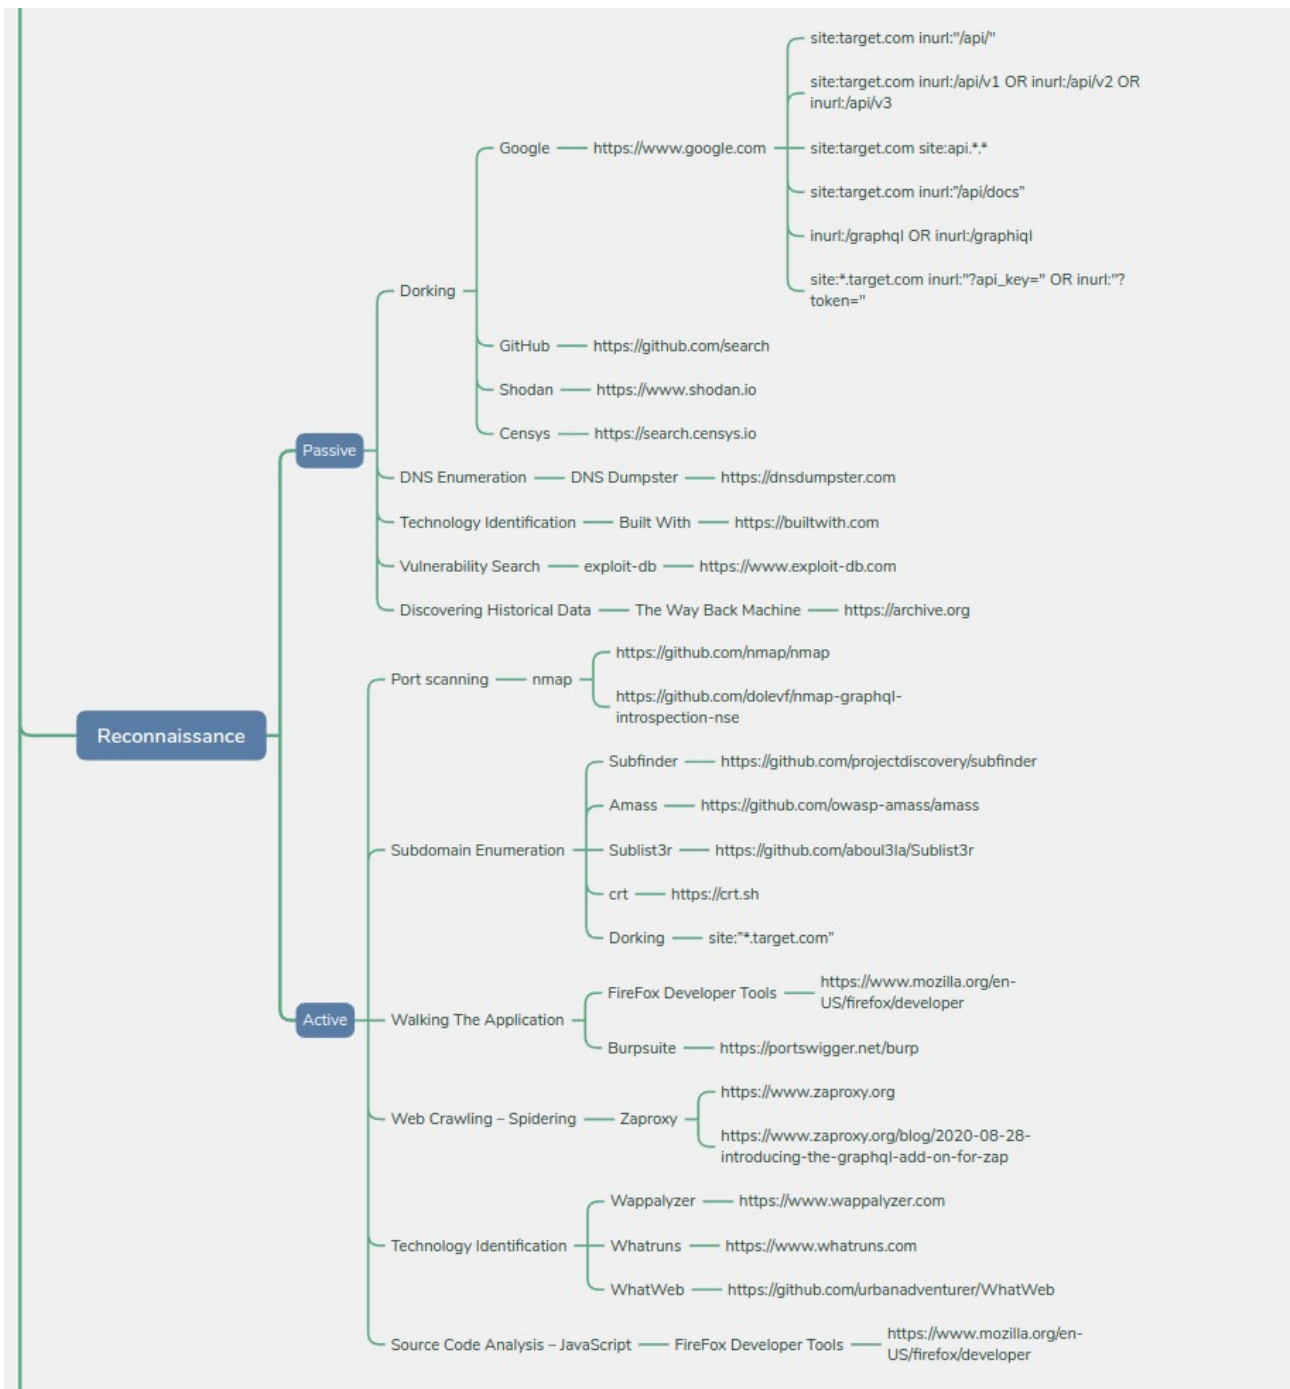 site:target.com inurl:"/api/"
site:target.com inurl:/api/v1 OR inurl:/api/v2 OR
inurl:/api/v3
Google
https://www.google.com
site:target.com site:api.*.*
site:target.com inurl:"/api/docs"
inurl:/graphql OR inurl:/graphiql
site:*.target.com inurl:"?api_key=" OR inurl:"?
token="
Dorking
GitHub
https://github.com/search
Shodan
https://www.shodan.io
Censys
https://search.censys.io
Passive
DNS Enumeration
DNS Dumpster
https://dnsdumpster.com
Technology Identification
Built With
https://builtwith.com
Vulnerability Search
exploit-db
https://www.exploit-db.com
Discovering Historical Data
The Way Back Machine
https://archive.org
Reconnaissance
Port scanning
nmap
https://github.com/nmap/nmap
https://github.com/dolevf/nmap-graphql-
introspection-nse
Subdomain Enumeration
Subfinder
https://github.com/projectdiscovery/subfinder
Amass
https://github.com/owasp-amass/amass
Sublist3r
https://github.com/aboul3la/Sublist3r
crt
https://crt.sh
Dorking
site:"*.target.com"
Active
Walking The Application
FireFox Developer Tools
https://www.mozilla.org/en-
US/firefox/developer
Burpsuite
https://portswigger.net/burp
Web Crawling – Spidering
Zaproxy
https://www.zaproxy.org
https://www.zaproxy.org/blog/2020-08-28-
introducing-the-graphql-add-on-for-zap
Technology Identification
Wappalyzer
https://www.wappalyzer.com
Whatruns
https://www.whatruns.com
WhatWeb
https://github.com/urbanadventurer/WhatWeb
Source Code Analysis – JavaScript
FireFox Developer Tools
https://www.mozilla.org/en-
US/firefox/developer